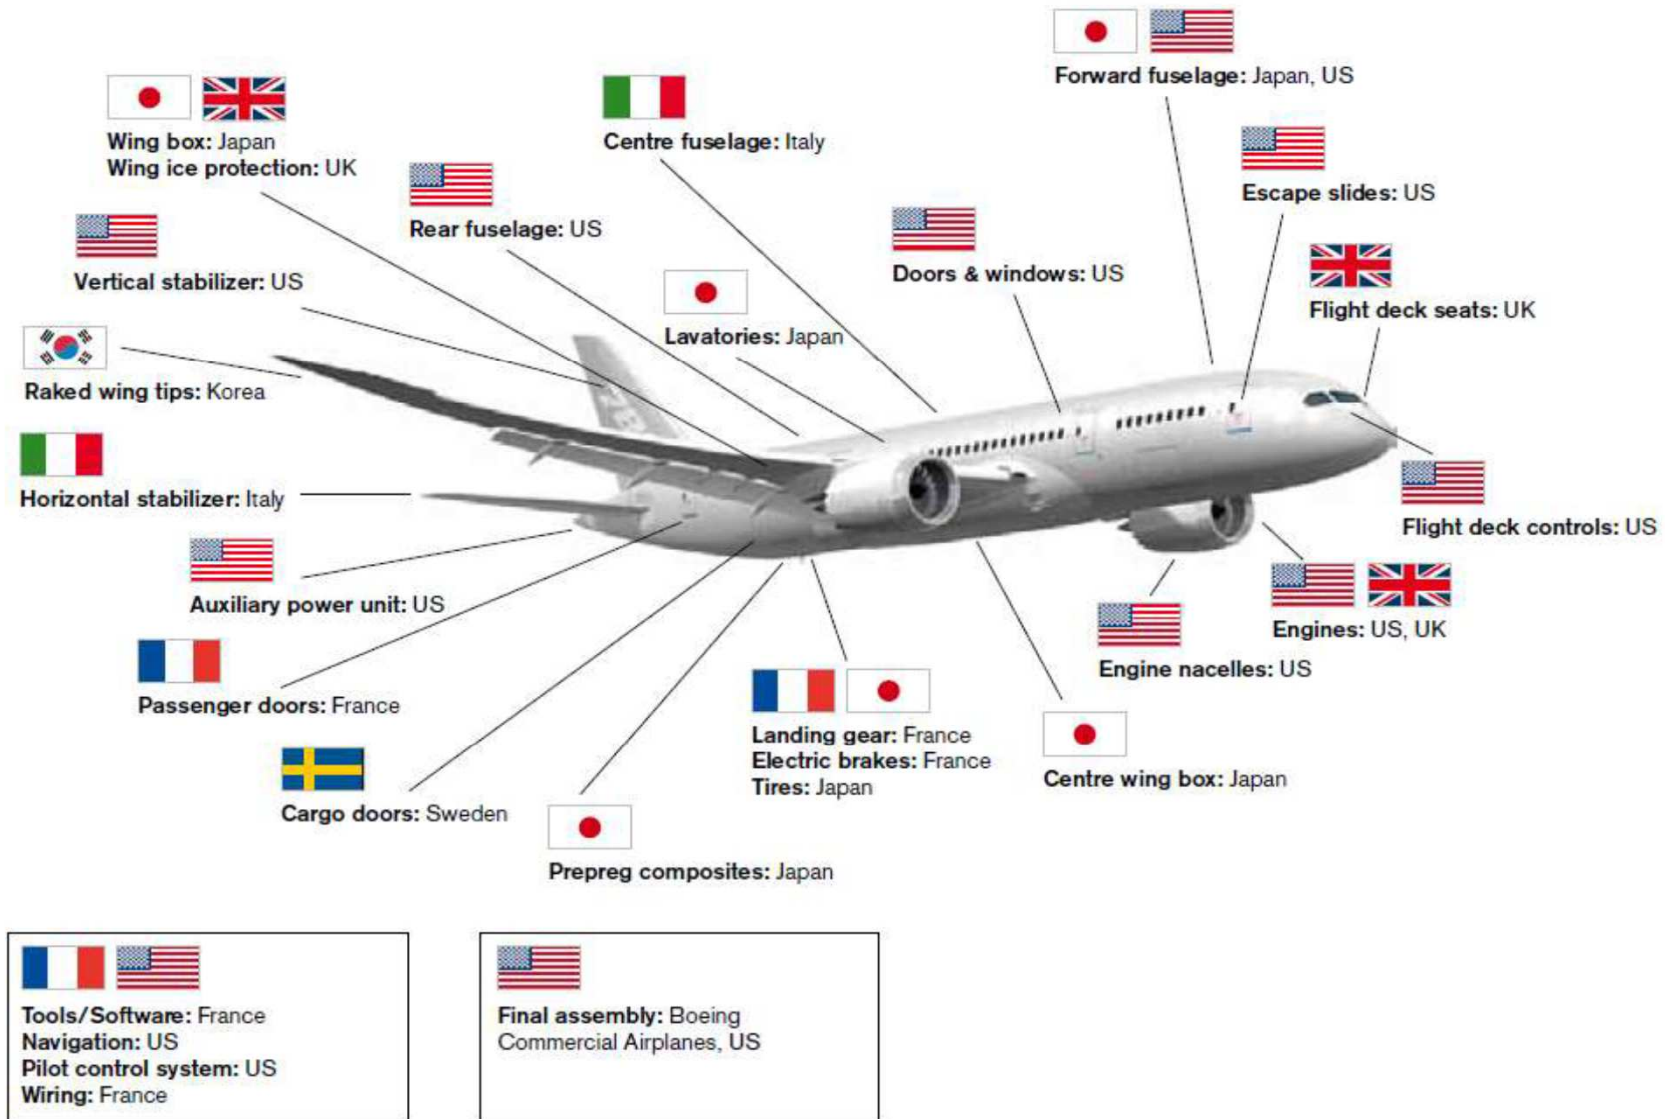 Forward fuselage: Japan, US
Wing box: Japan
Wing ice protection: UK
Centre fuselage: Italy
Escape slides: US
Rear fuselage: US
Doors & windows: US
Vertical stabilizer: US
Flight deck seats: UK
Lavatories: Japan
Raked wing tips: Korea
Horizontal stabilizer: Italy
Flight deck controls: US
Auxiliary power unit: US
Engines: US, UK
Engine nacelles: US
Passenger doors: France
Landing gear: France
Electric brakes: France
Tires: Japan
Centre wing box: Japan
Cargo doors: Sweden
Prepreg composites: Japan
Tools/Software: France
Navigation: US
Pilot control system: US
Wiring: France
Final assembly: Boeing
Commercial Airplanes, US